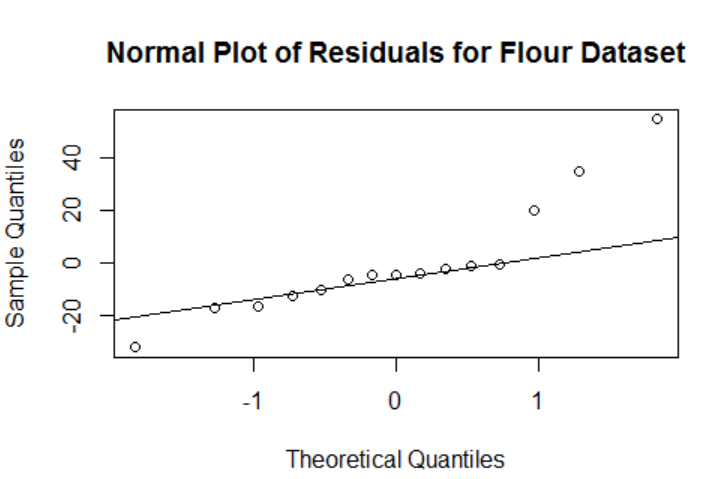 Normal Plot of Residuals for Flour Dataset
Sample Quantiles
40
20
0
-20
-1
0
1
Theoretical Quantiles